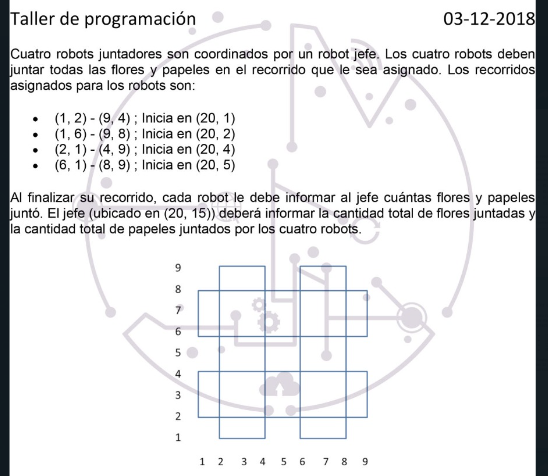 Taller de programación 03-12-2018
Cuatro robots juntadores son coordinados por un robot jefe. Los cuatro robots deben
juntar todas las flores y papeles en el recorrido que le sea asignado. Los recorridos
asignados para los robots son:
• (1, 2) - (9, 4) ; Inicia en (20, 1)
• (1, 6) - (9, 8) ; Inicia en (20, 2)
• (2, 1) - (4, 9) ; Inicia en (20, 4)
• (6, 1) - (8, 9) ; Inicia en (20, 5)
Al finalizar su recorrido, cada robot le debe informar al jefe cuántas flores y papeles
juntó. El jefe (ubicado en (20, 15)) deberá informar la cantidad total de flores juntadas y
la cantidad total de papeles juntados por los cuatro robots.
9
8
7
6
5
4
3
2
1
1 2 3 4 5 6 7 8 9